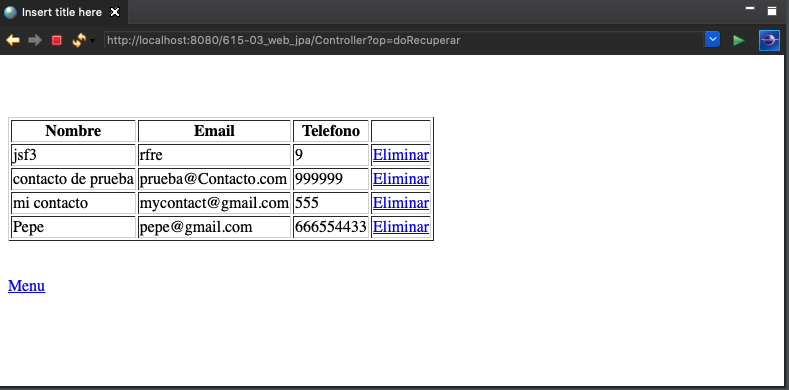 Insert title here
http://localhost:8080/615-03_web_jpa/Controller?op=doRecuperar
Nombre Email Telefono
jsf3 rfre 9 Eliminar
contacto de prueba prueba@Contacto.com 999999 Eliminar
mi contacto mycontact@gmail.com 555 Eliminar
Pepe pepe@gmail.com 666554433 Eliminar
Menu